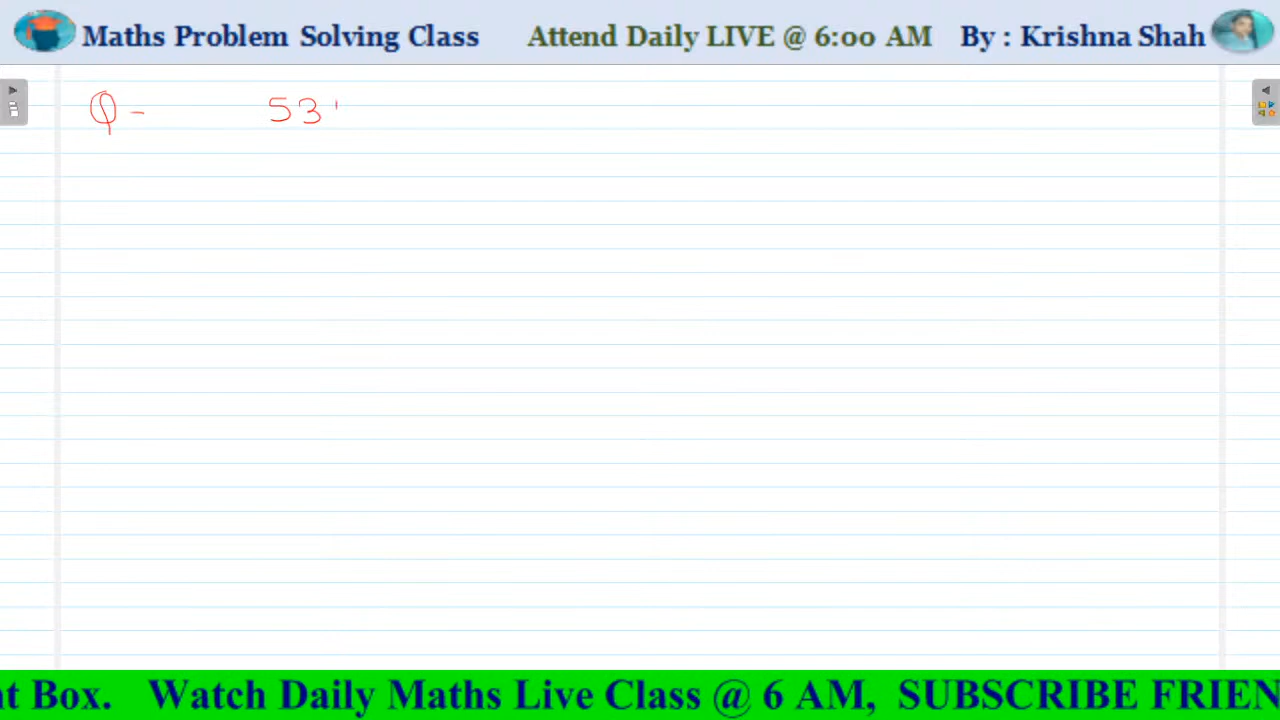 Maths Problem Solving Class Attend Daily LIVE @ 6:00 AM By : Krishna Shah
Q- 53
nt Box. Watch Daily Maths Live Class @ 6 AM, SUBSCRIBE FRIEN